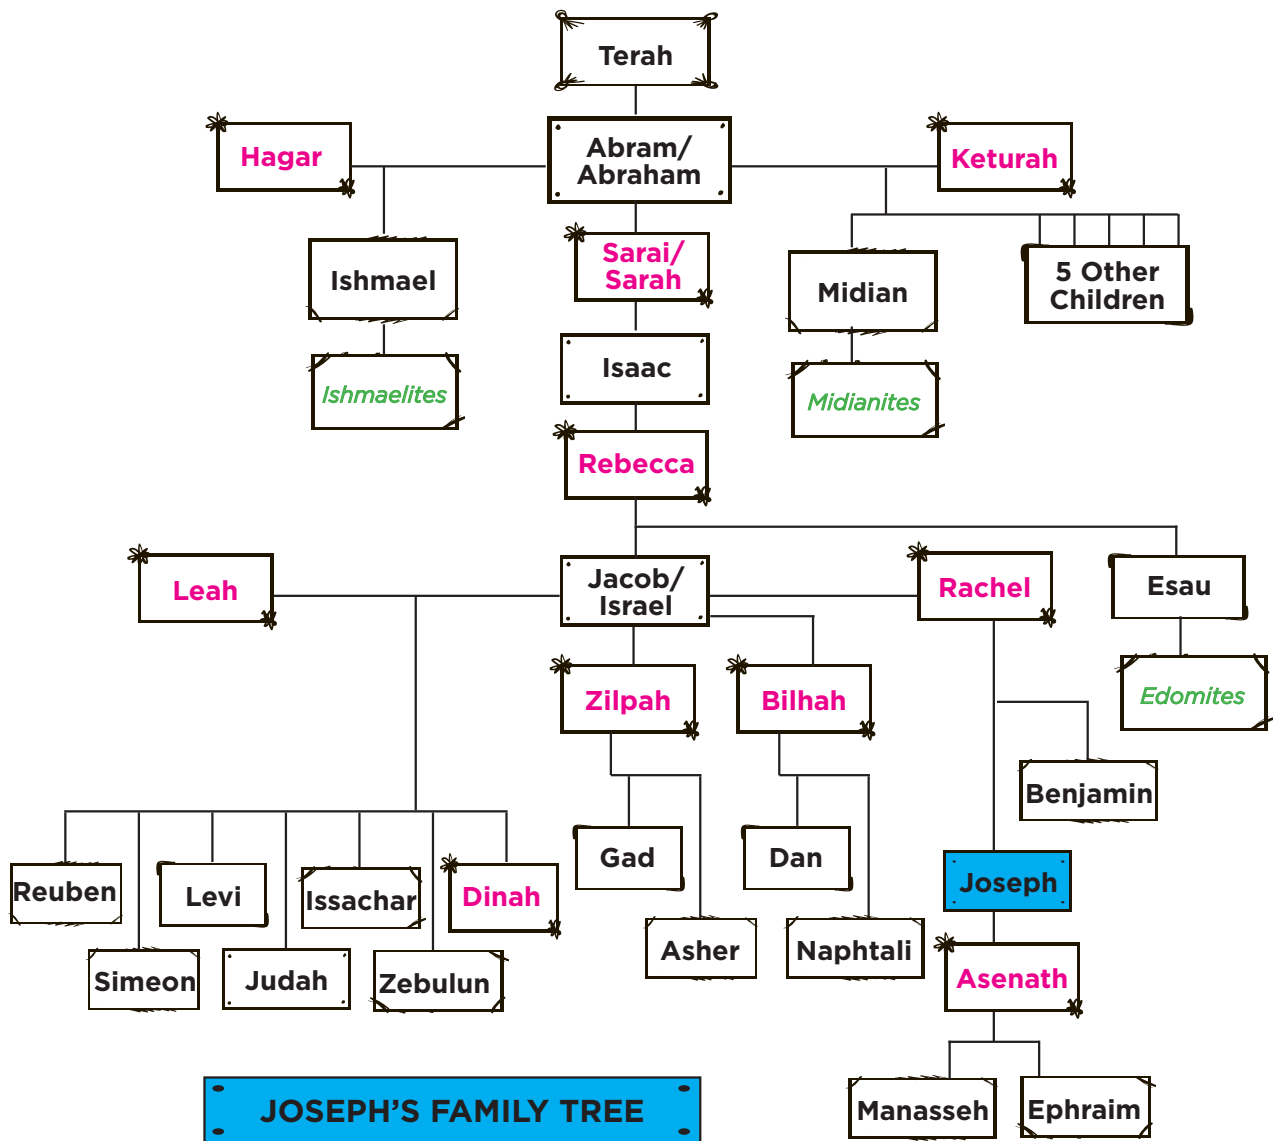 Terah
Hagar
Abram/
Abraham
Keturah
Ishmael
Sarai/
Sarah
Midian
5 Other
Children
Ishmaelites
Isaac
Midianites
Rebecca
Leah
Jacob/
Israel
Rachel
Esau
Zilpah
Bilhah
Edomites
Benjamin
Reuben
Levi
Issachar
Dinah
Gad
Dan
Joseph
Simeon
Judah
Zebulun
Asher
Naphtali
Asenath
Manasseh
Ephraim
JOSEPH'S FAMILY TREE